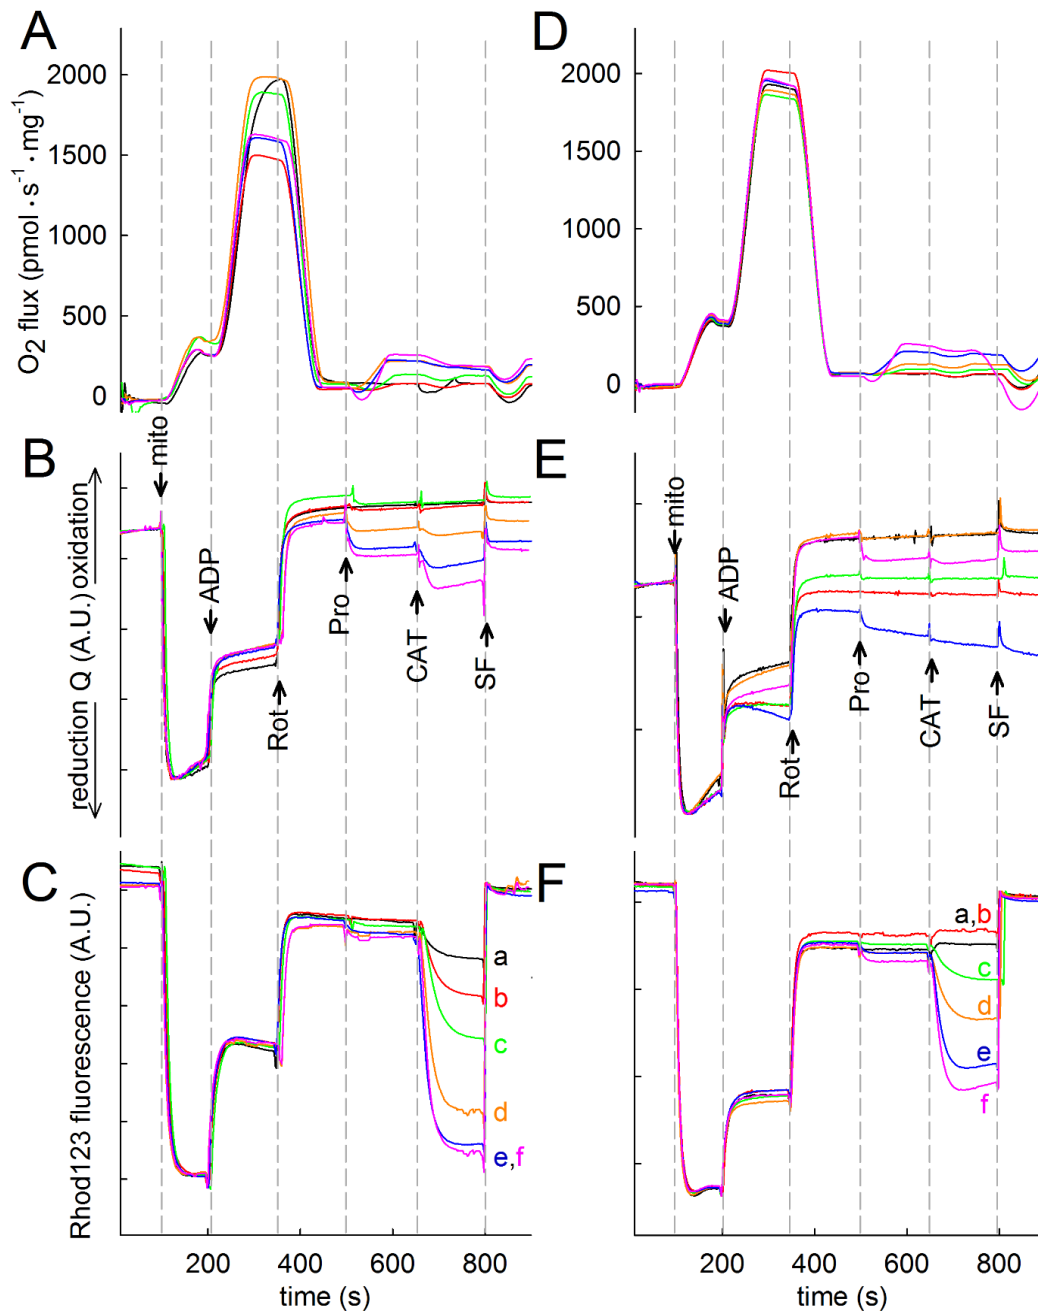 A
D
O2 flux (pmol · s-1 · mg-1)
2000
1500
1000
500
0
2000
1500
1000
500
0
B
E
reduction Q (A.U.) oxidation
mito
ADP
Rot
Pro
CAT
SF
mito
ADP
Rot
Pro
CAT
SF
C
F
Rhod123 fluorescence (A.U.)
a
b
c
d
e,f
a,b
c
d
e
f
200 400 600 800
time (s)
200 400 600 800
time (s)